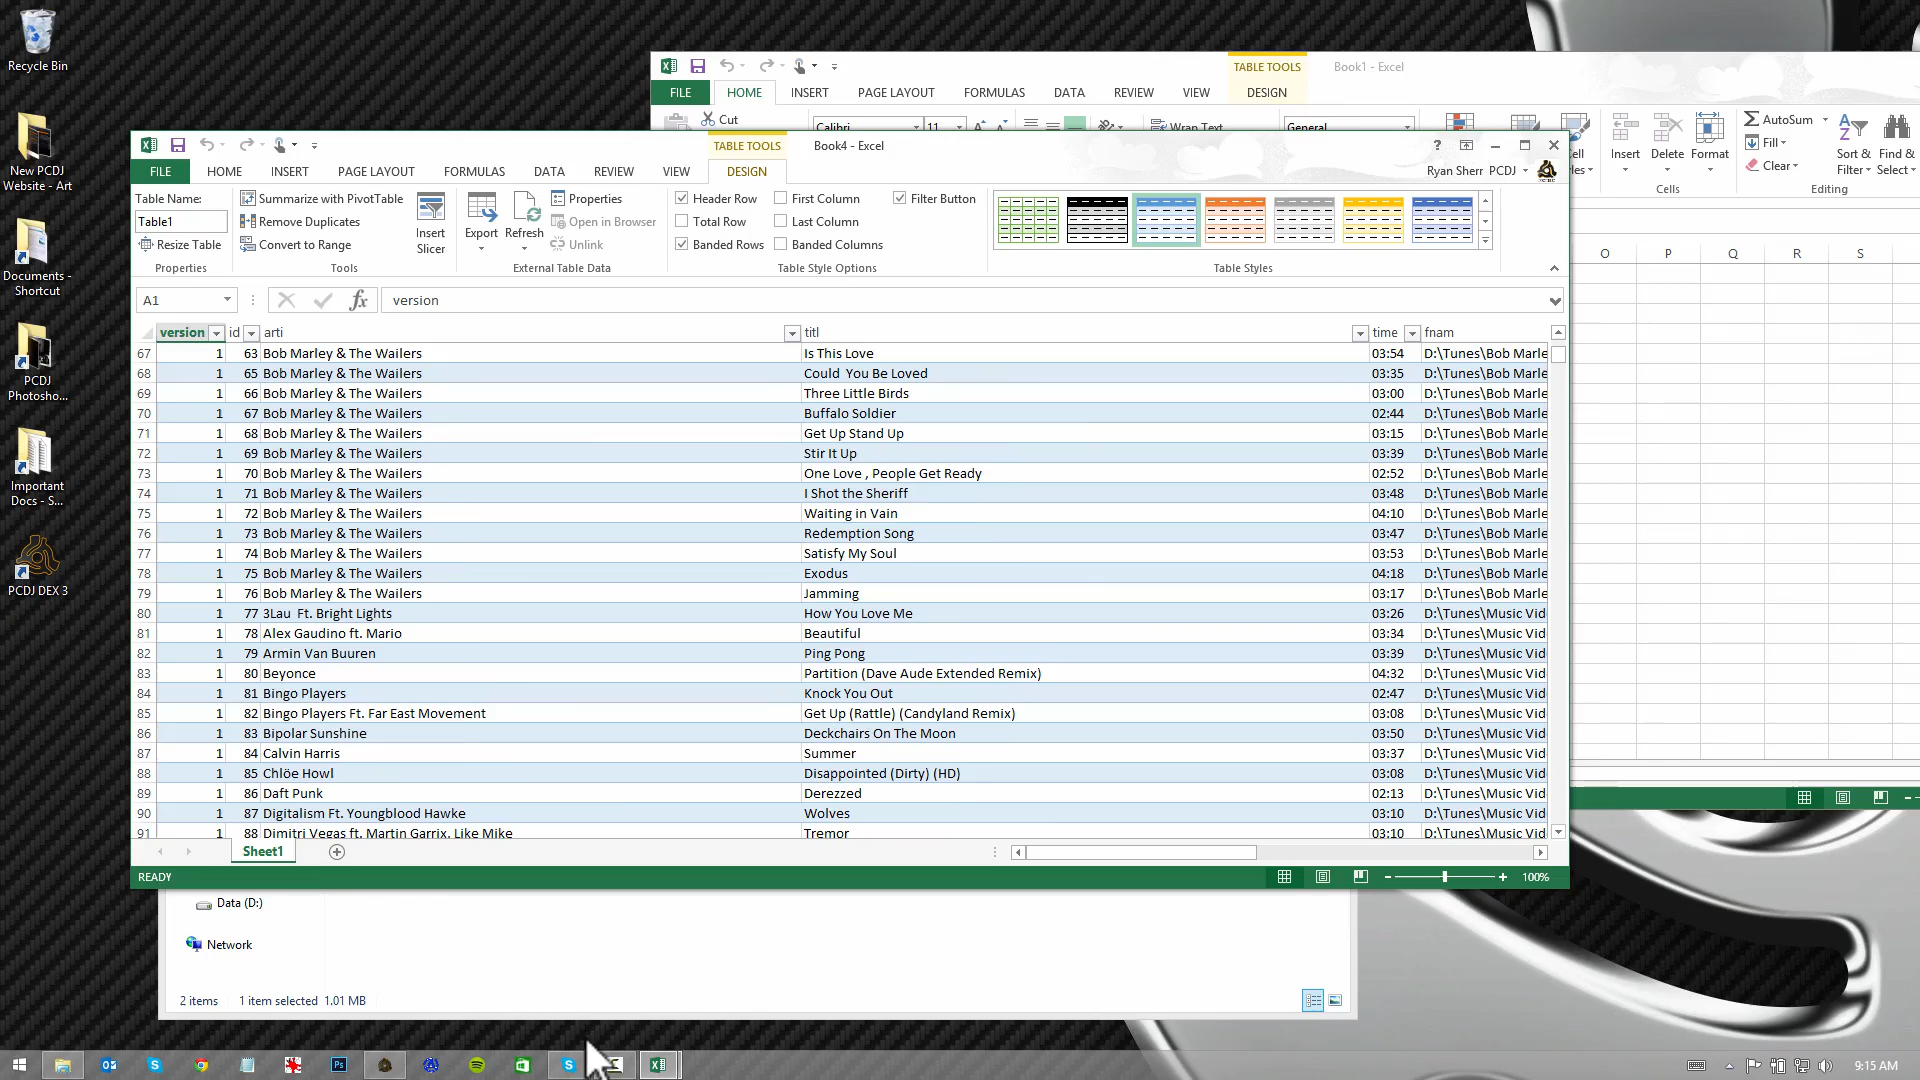 Recycle Bin
New PCDJ
Website - Art
Documents -
Shortcut
PCDJ
Photosho...
Important
Docs - S...
PCDJ DEX 3
TABLE TOOLS
Book1 - Excel
FILE HOME INSERT PAGE LAYOUT FORMULAS DATA REVIEW VIEW DESIGN
Cut
Calibri 11 Wrap Text General
AutoSum
Fill
Clear
Insert Delete Format
Sort & Find &
Filter Select
Cells Editing
O P Q R S
TABLE TOOLS
Book4 - Excel
FILE HOME INSERT PAGE LAYOUT FORMULAS DATA REVIEW VIEW DESIGN
Ryan Sherr PCDJ
Table Name:
Table1
Resize Table
Properties
Summarize with PivotTable
Remove Duplicates
Convert to Range
Tools
Insert
Slicer
Export Refresh
Properties
Open in Browser
Unlink
External Table Data
Header Row First Column Filter Button
Total Row Last Column
Banded Rows Banded Columns
Table Style Options
Table Styles
A1 fx version
version id arti titl time fnam
67 1 63 Bob Marley & The Wailers Is This Love 03:54 D:\Tunes\Bob Marle
68 1 65 Bob Marley & The Wailers Could  You Be Loved 03:35 D:\Tunes\Bob Marle
69 1 66 Bob Marley & The Wailers Three Little Birds 03:00 D:\Tunes\Bob Marle
70 1 67 Bob Marley & The Wailers Buffalo Soldier 02:44 D:\Tunes\Bob Marle
71 1 68 Bob Marley & The Wailers Get Up Stand Up 03:15 D:\Tunes\Bob Marle
72 1 69 Bob Marley & The Wailers Stir It Up 03:39 D:\Tunes\Bob Marle
73 1 70 Bob Marley & The Wailers One Love , People Get Ready 02:52 D:\Tunes\Bob Marle
74 1 71 Bob Marley & The Wailers I Shot the Sheriff 03:48 D:\Tunes\Bob Marle
75 1 72 Bob Marley & The Wailers Waiting in Vain 04:10 D:\Tunes\Bob Marle
76 1 73 Bob Marley & The Wailers Redemption Song 03:47 D:\Tunes\Bob Marle
77 1 74 Bob Marley & The Wailers Satisfy My Soul 03:53 D:\Tunes\Bob Marle
78 1 75 Bob Marley & The Wailers Exodus 04:18 D:\Tunes\Bob Marle
79 1 76 Bob Marley & The Wailers Jamming 03:17 D:\Tunes\Bob Marle
80 1 77 3Lau  Ft. Bright Lights How You Love Me 03:26 D:\Tunes\Music Vid
81 1 78 Alex Gaudino ft. Mario Beautiful 03:34 D:\Tunes\Music Vid
82 1 79 Armin Van Buuren Ping Pong 03:39 D:\Tunes\Music Vid
83 1 80 Beyonce Partition (Dave Aude Extended Remix) 04:32 D:\Tunes\Music Vid
84 1 81 Bingo Players Knock You Out 02:47 D:\Tunes\Music Vid
85 1 82 Bingo Players Ft. Far East Movement Get Up (Rattle) (Candyland Remix) 03:08 D:\Tunes\Music Vid
86 1 83 Bipolar Sunshine Deckchairs On The Moon 03:50 D:\Tunes\Music Vid
87 1 84 Calvin Harris Summer 03:37 D:\Tunes\Music Vid
88 1 85 Chlöe Howl Disappointed (Dirty) (HD) 03:08 D:\Tunes\Music Vid
89 1 86 Daft Punk Derezzed 02:13 D:\Tunes\Music Vid
90 1 87 Digitalism Ft. Youngblood Hawke Wolves 03:10 D:\Tunes\Music Vid
91 1 88 Dimitri Vegas ft. Martin Garrix, Like Mike Tremor 03:10 D:\Tunes\Music Vid
Sheet1
READY 100%
Data (D:)
Network
2 items 1 item selected 1.01 MB
9:15 AM